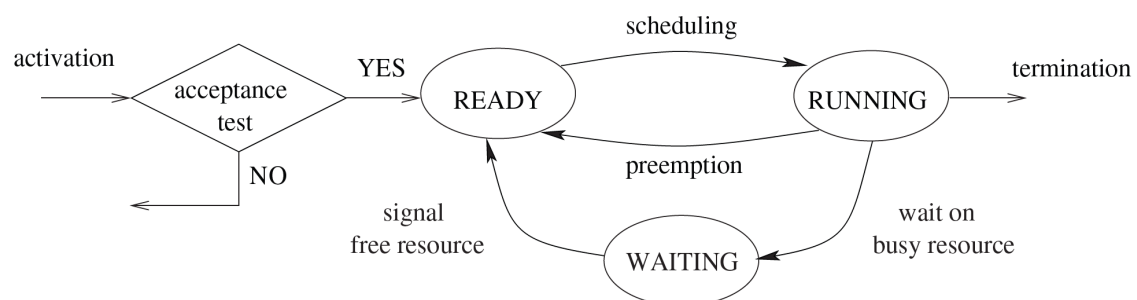 scheduling
activation
YES
termination
acceptance
test
READY
RUNNING
NO
preemption
signal
free resource
wait on
busy resource
WAITING